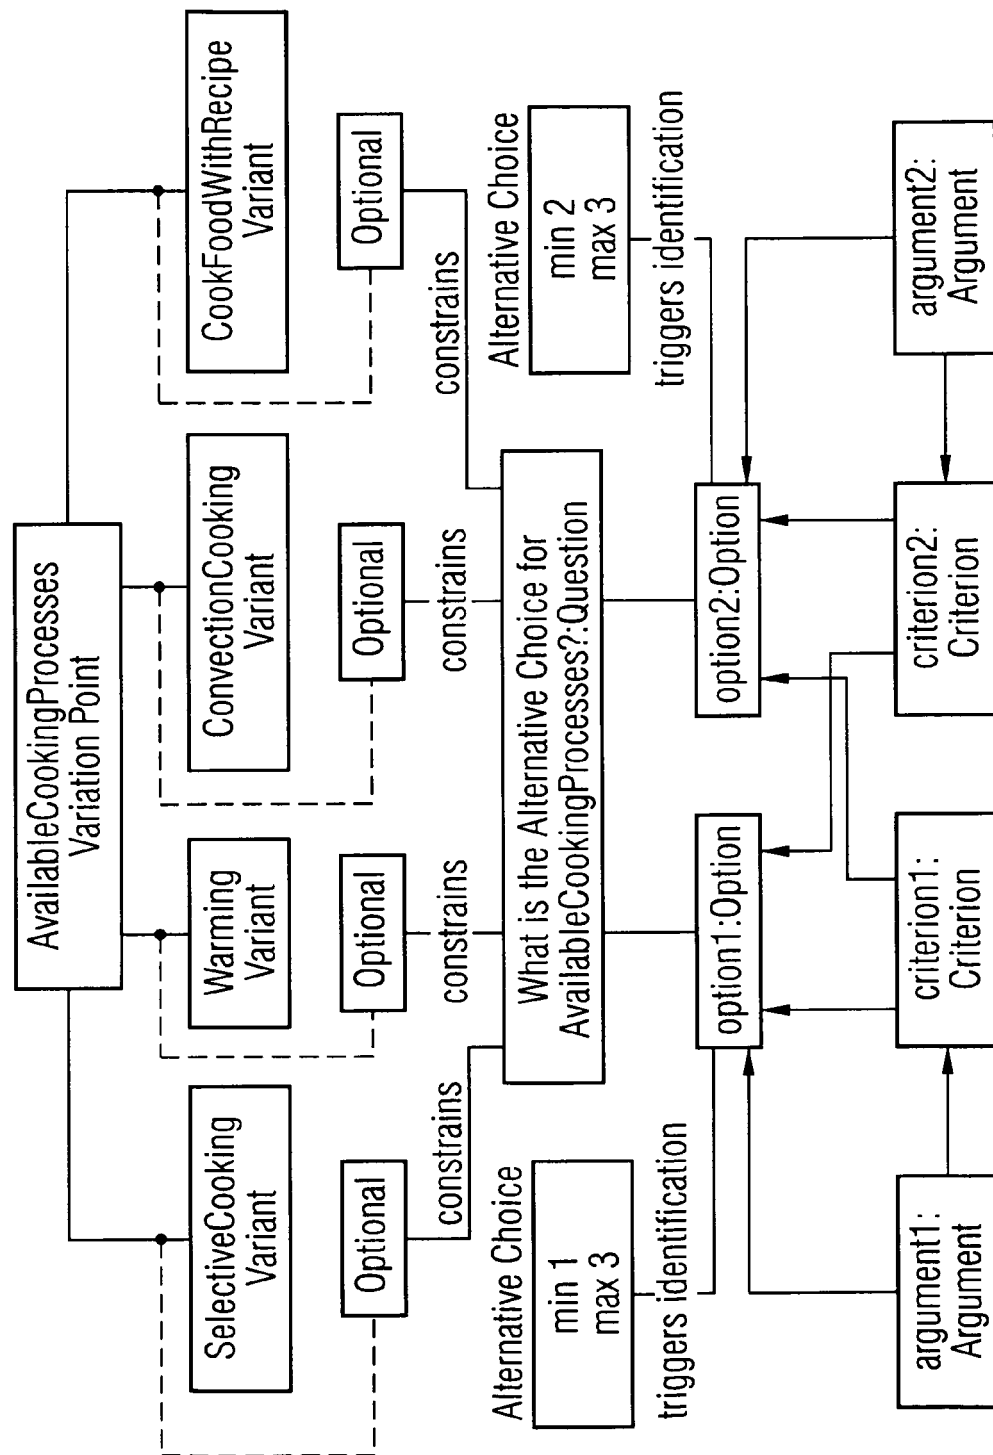 AvailableCookingProcesses
Variation Point
SelectiveCooking
Variant
Warming
Variant
ConvectionCooking
Variant
CookFoodWithRecipe
Variant
Optional
Optional
Optional
Optional
constrains
constrains
constrains
constrains
Alternative Choice
min 1
max 3
triggers identification
What is the Alternative Choice for
AvailableCookingProcesses?:Question
Alternative Choice
min 2
max 3
triggers identification
option1:Option
option2:Option
argument1:
Argument
criterion1:
Criterion
criterion2:
Criterion
argument2:
Argument